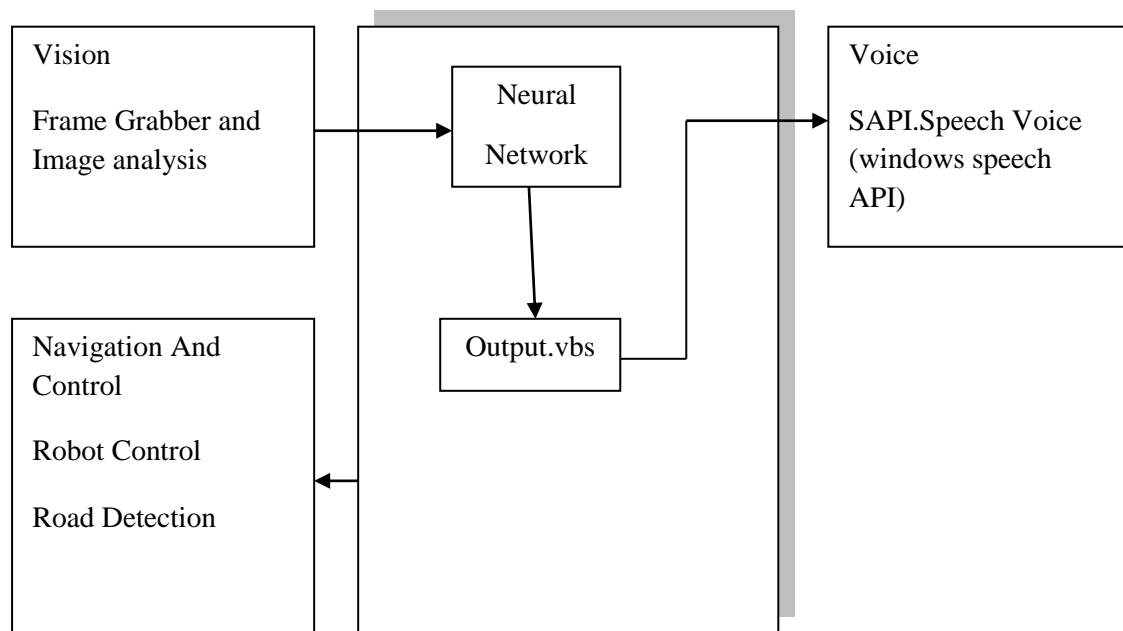 Vision
Frame Grabber and
Image analysis
Neural
Network
Output.vbs
Voice
SAPI.Speech Voice
(windows speech
API)
Navigation And
Control
Robot Control
Road Detection